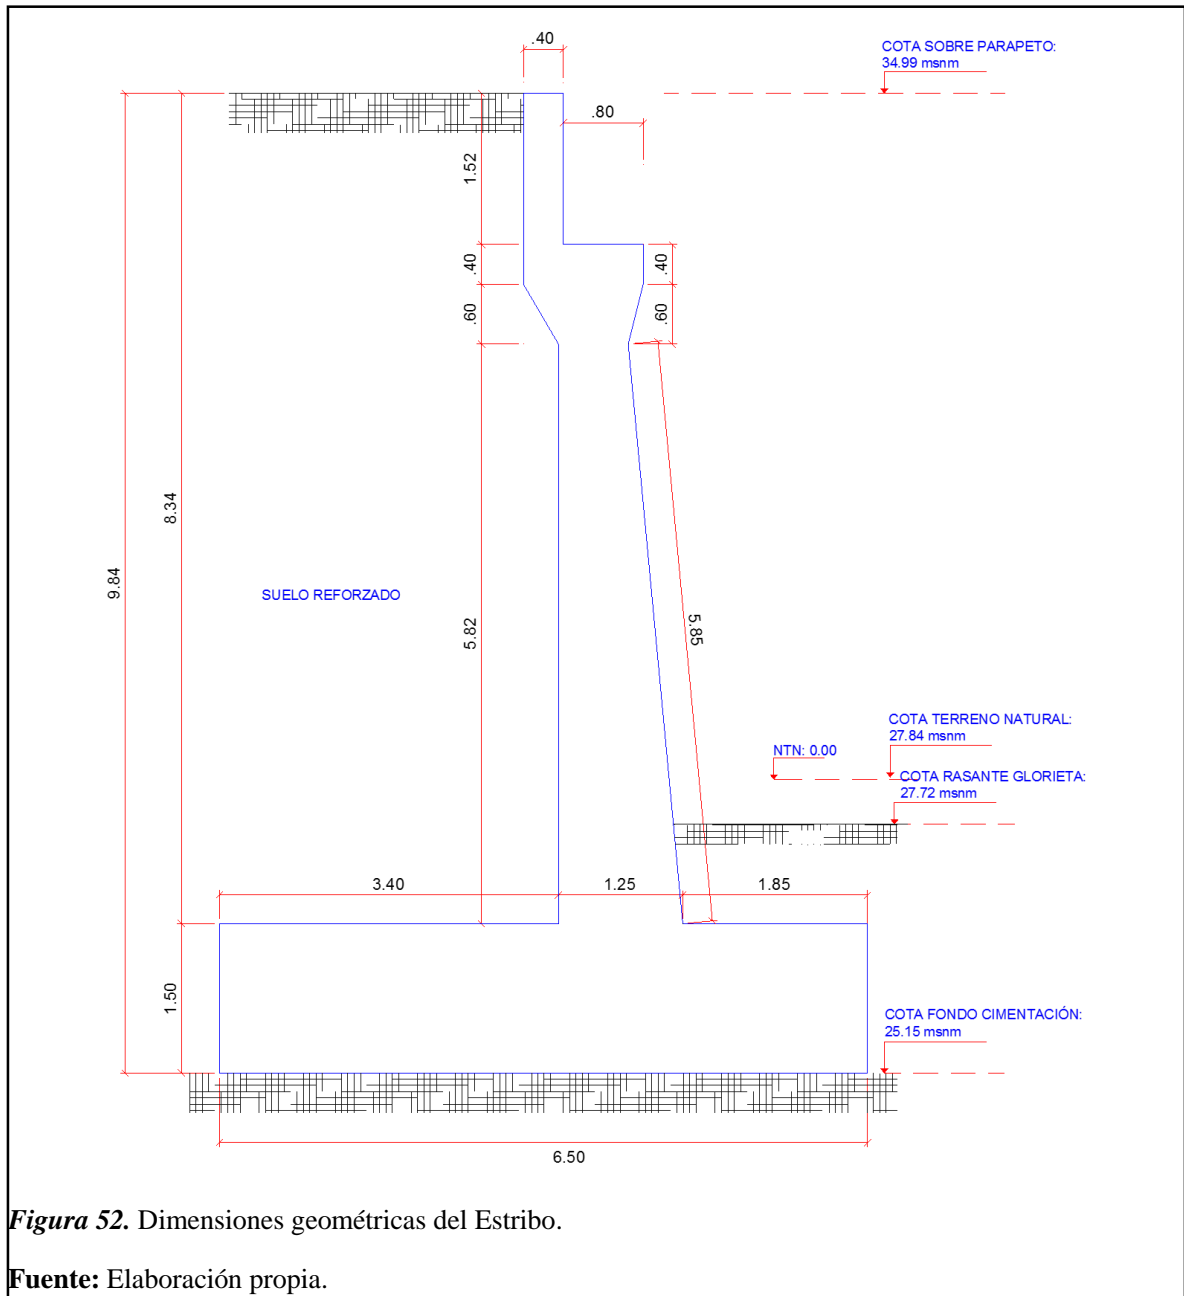 .40
COTA SOBRE PARAPETO:
34.99 msnm
.80
1.52
.40
.40
.60
.60
8.34
9.84
SUELO REFORZADO
5.82
5.85
COTA TERRENO NATURAL:
27.84 msnm
NTN: 0.00
COTA RASANTE GLORIETA:
27.72 msnm
3.40
1.25
1.85
1.50
COTA FONDO CIMENTACIÓN:
25.15 msnm
6.50
Figura 52. Dimensiones geométricas del Estribo.
Fuente: Elaboración propia.